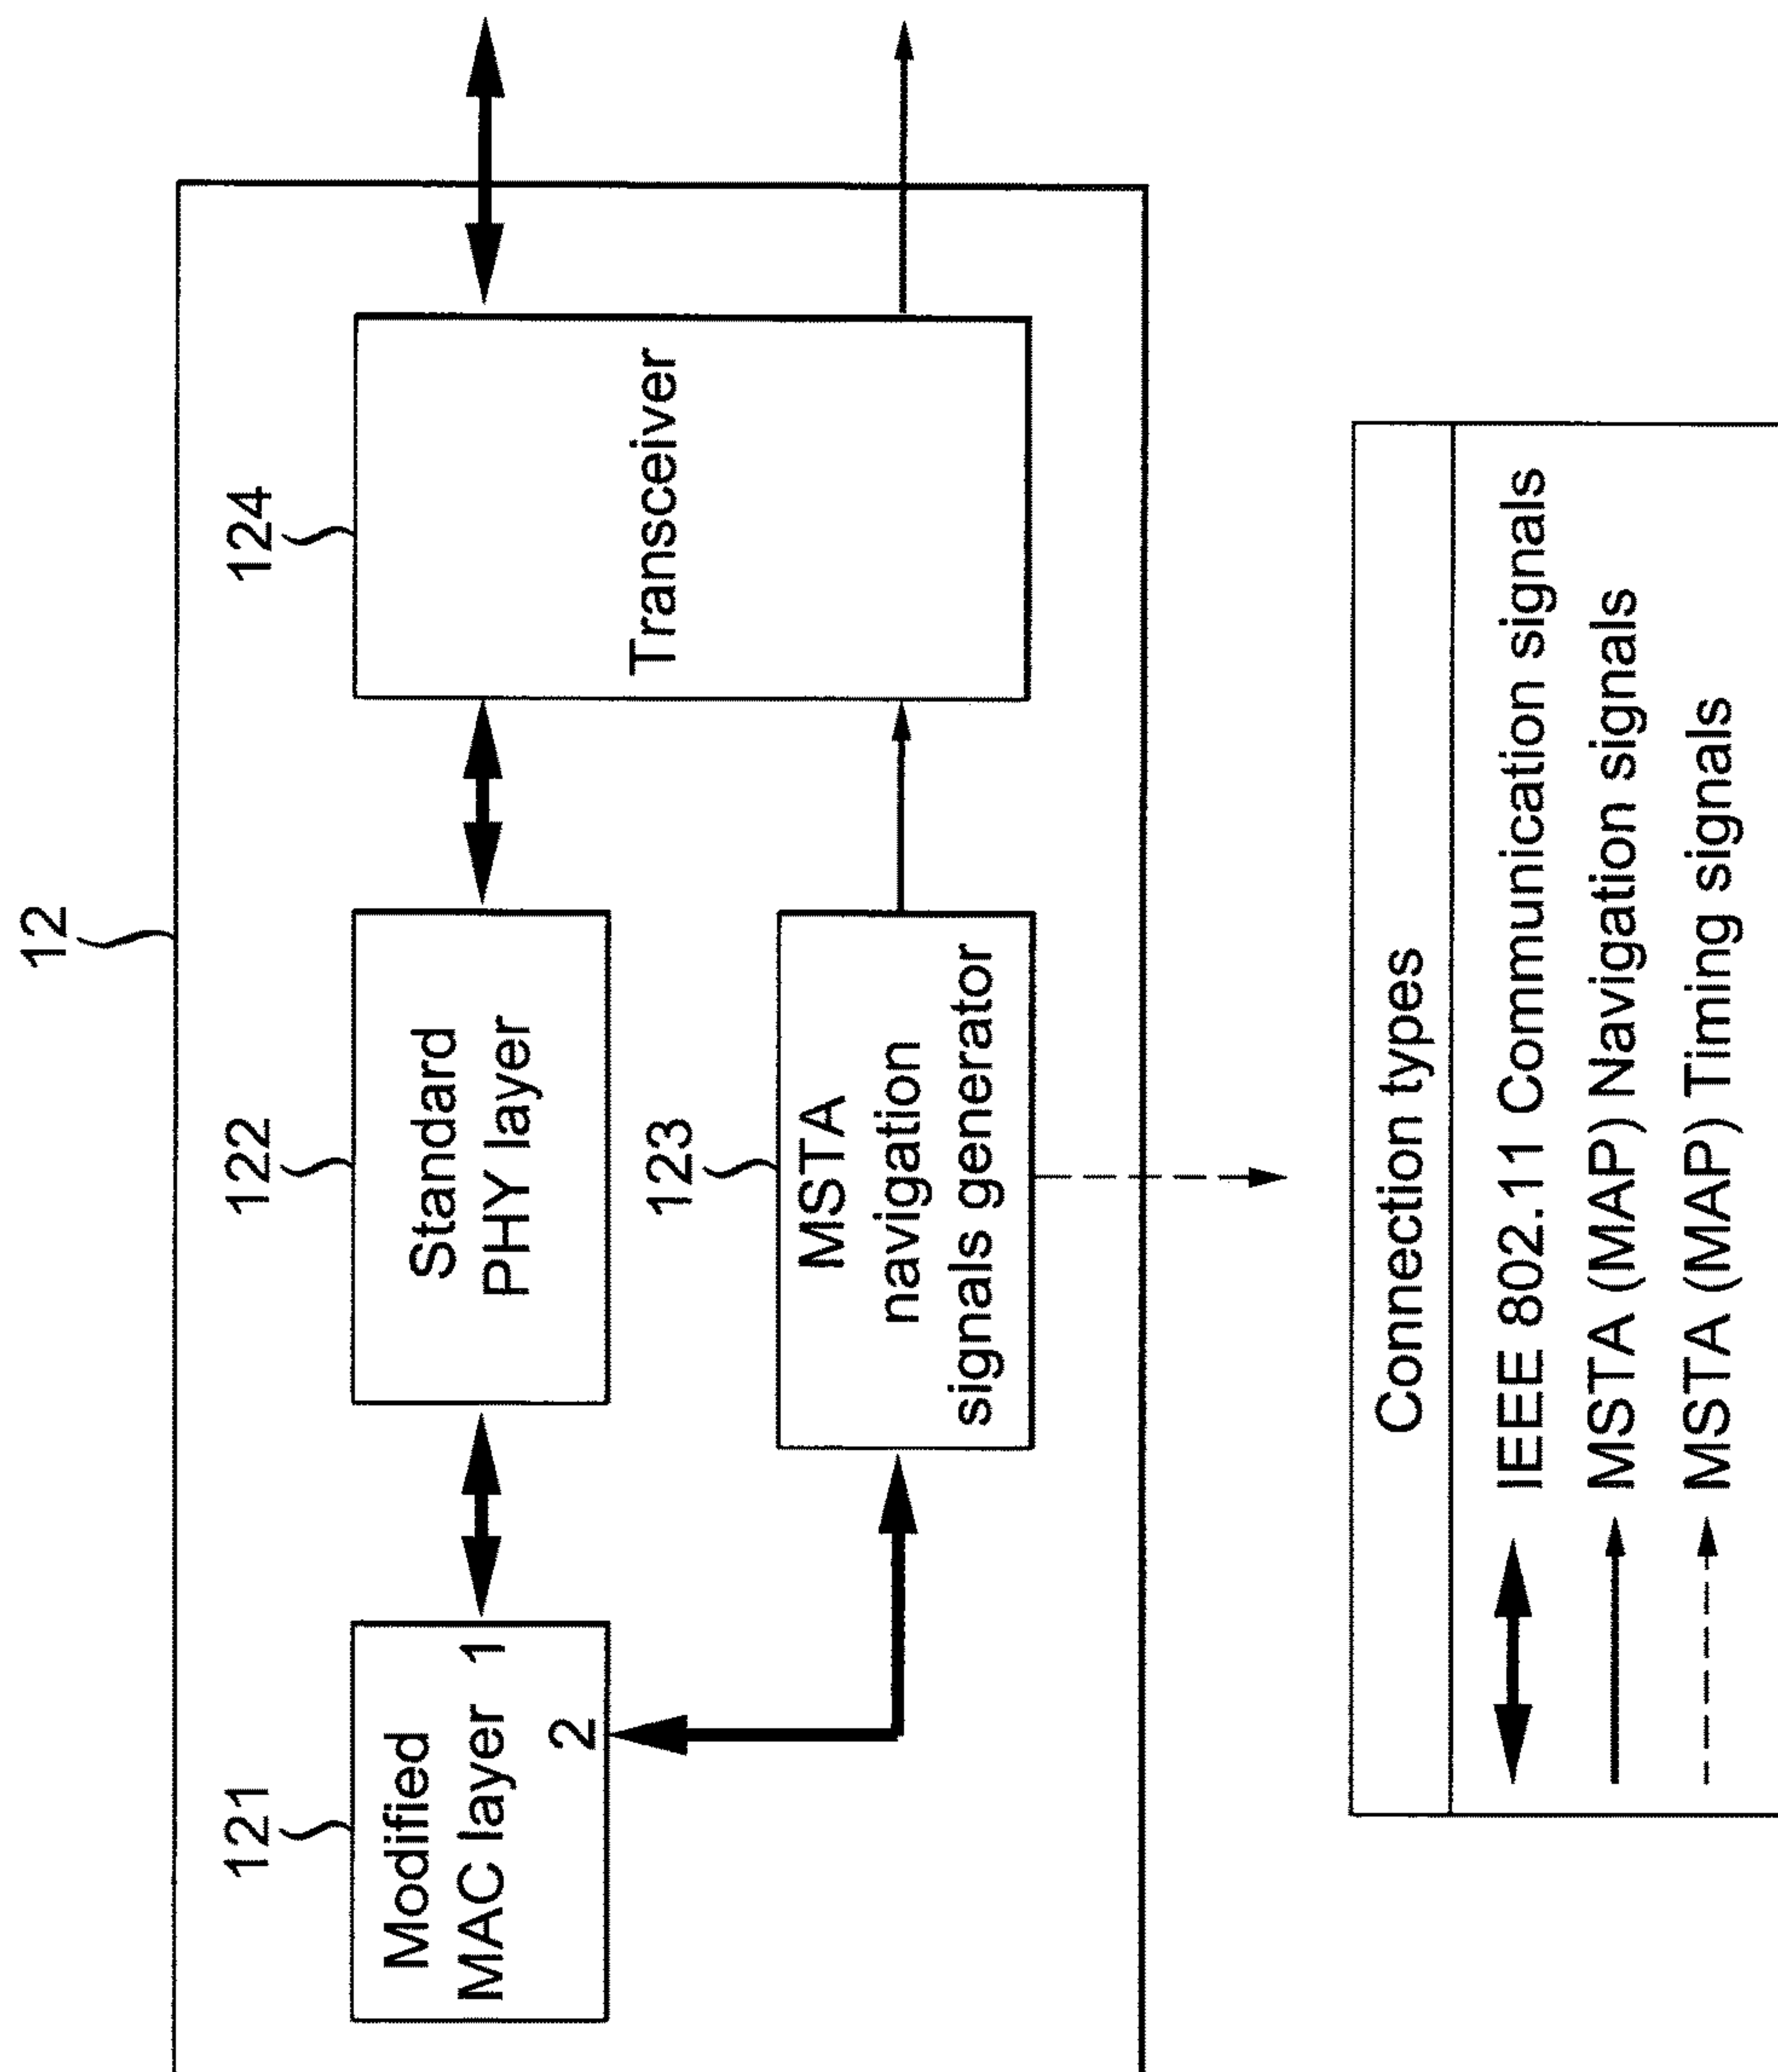 12
121
Modified
MAC layer 1
2
122
Standard
PHY layer
123
MSTA
navigation
signals generator
124
Transceiver
Connection types
IEEE 802.11 Communication signals
MSTA (MAP) Navigation signals
MSTA (MAP) Timing signals